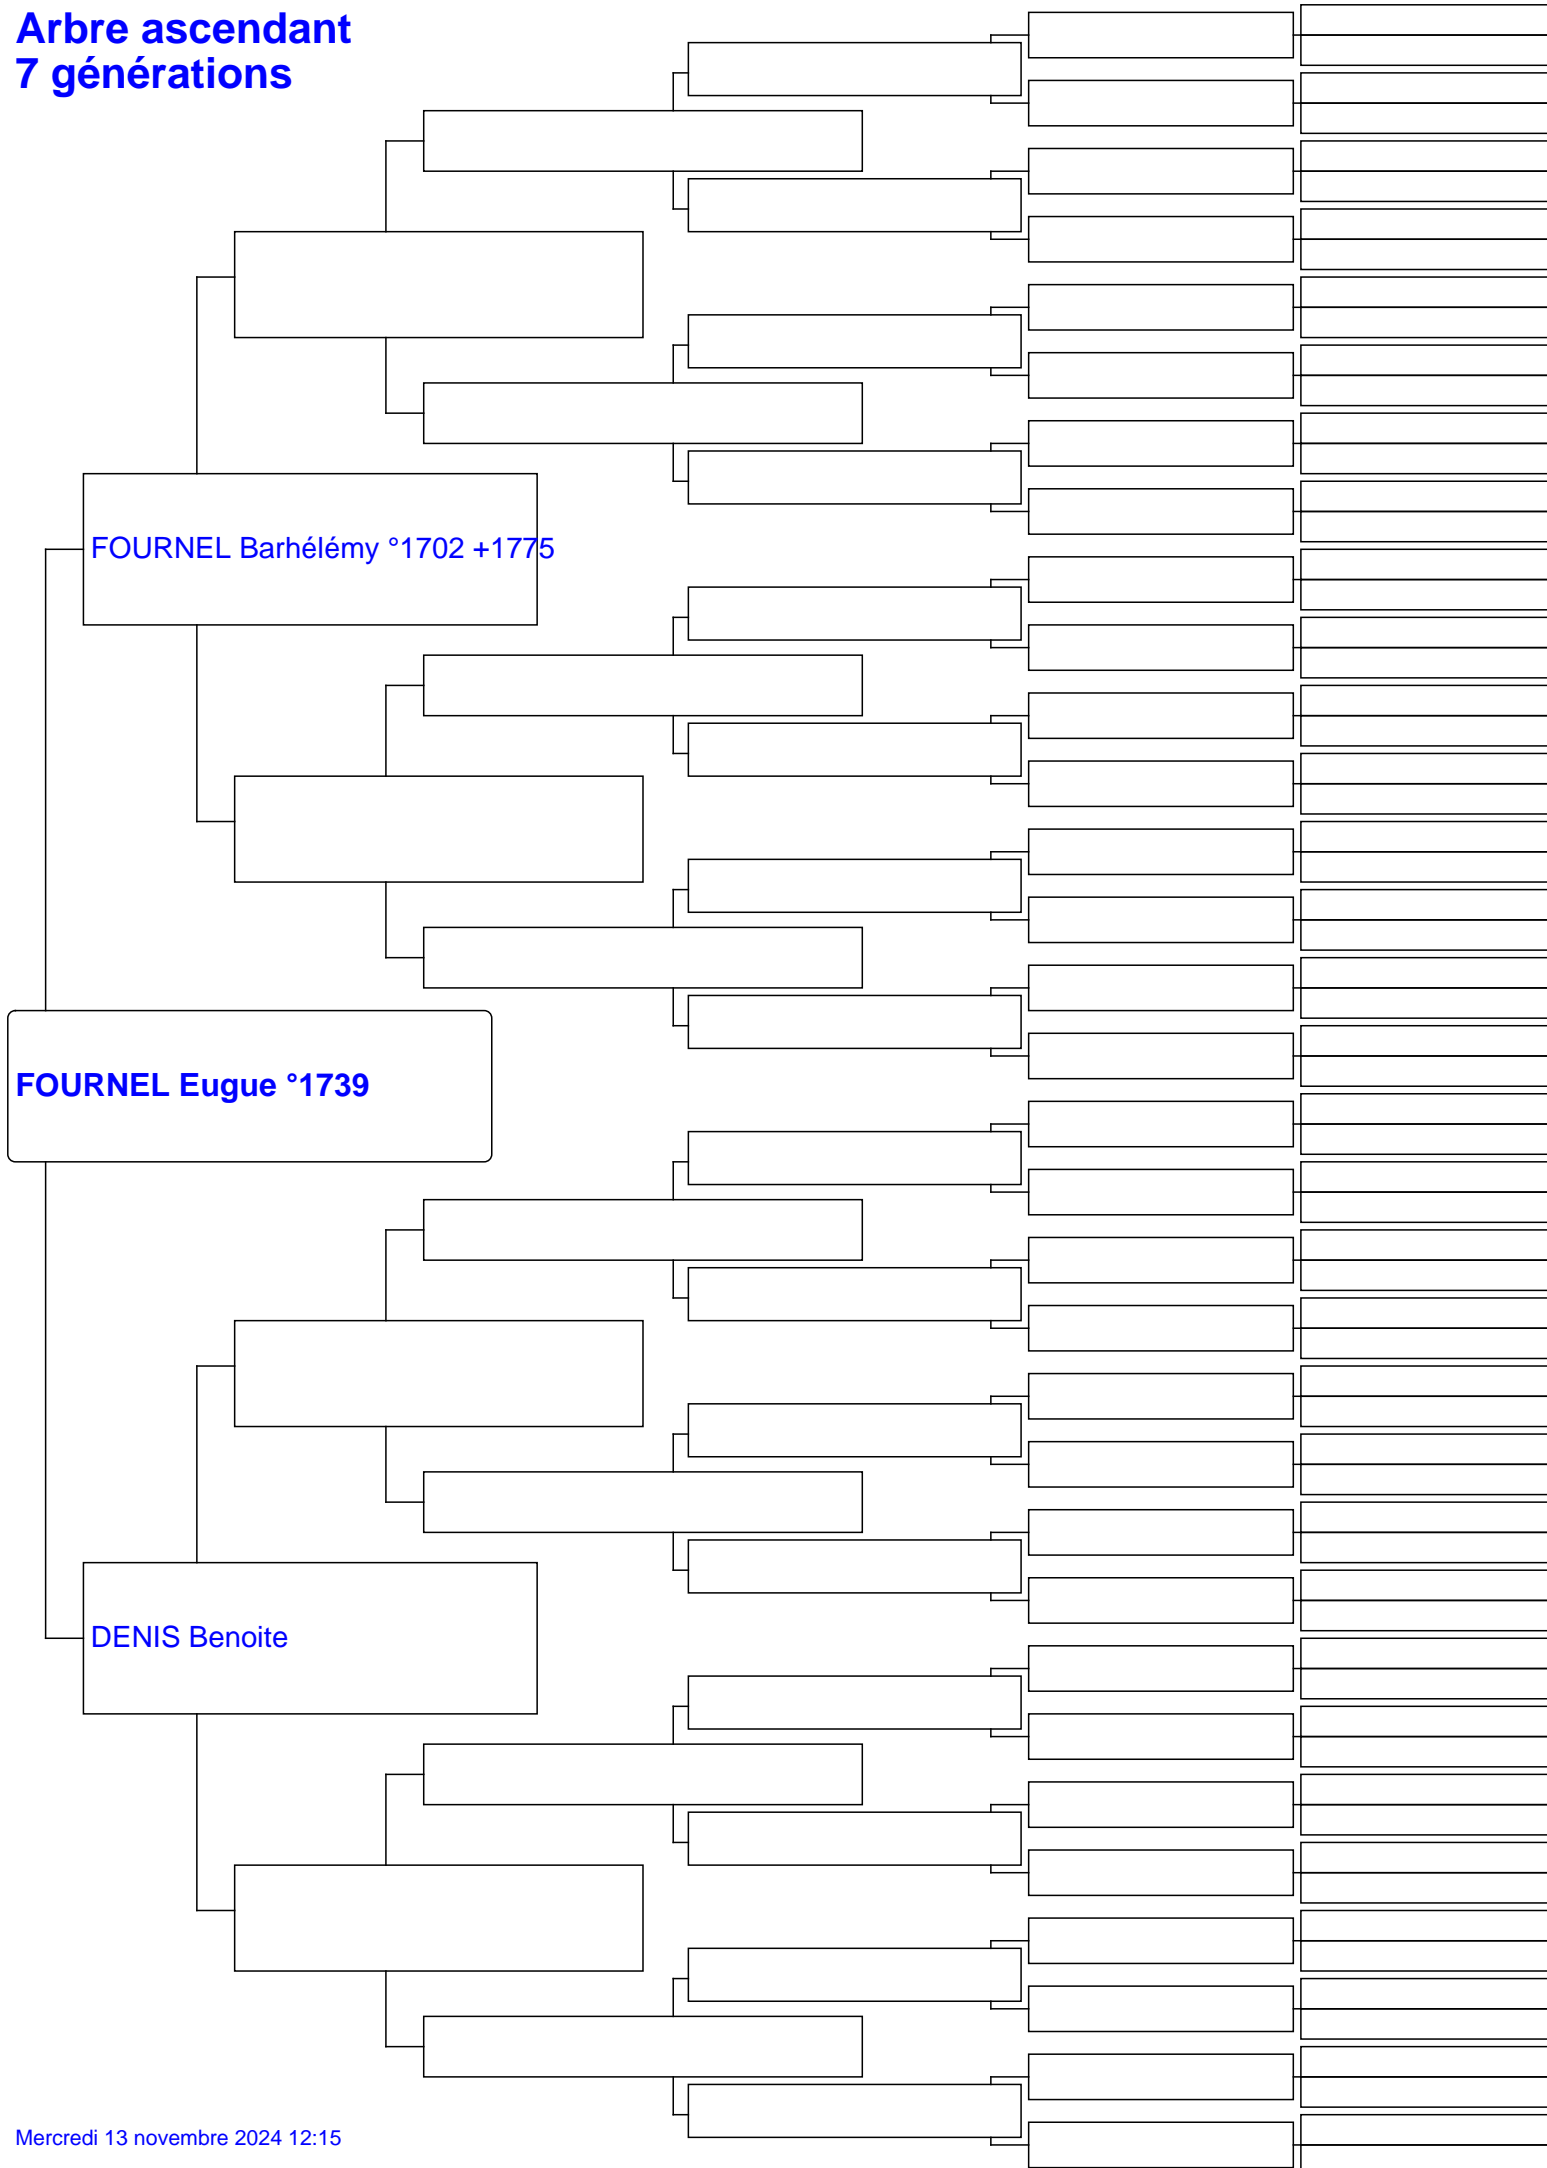 Arbre ascendant
7 générations
FOURNEL Barhélémy °1702 +1775
FOURNEL Eugue °1739
DENIS Benoite
Mercredi 13 novembre 2024 12:15